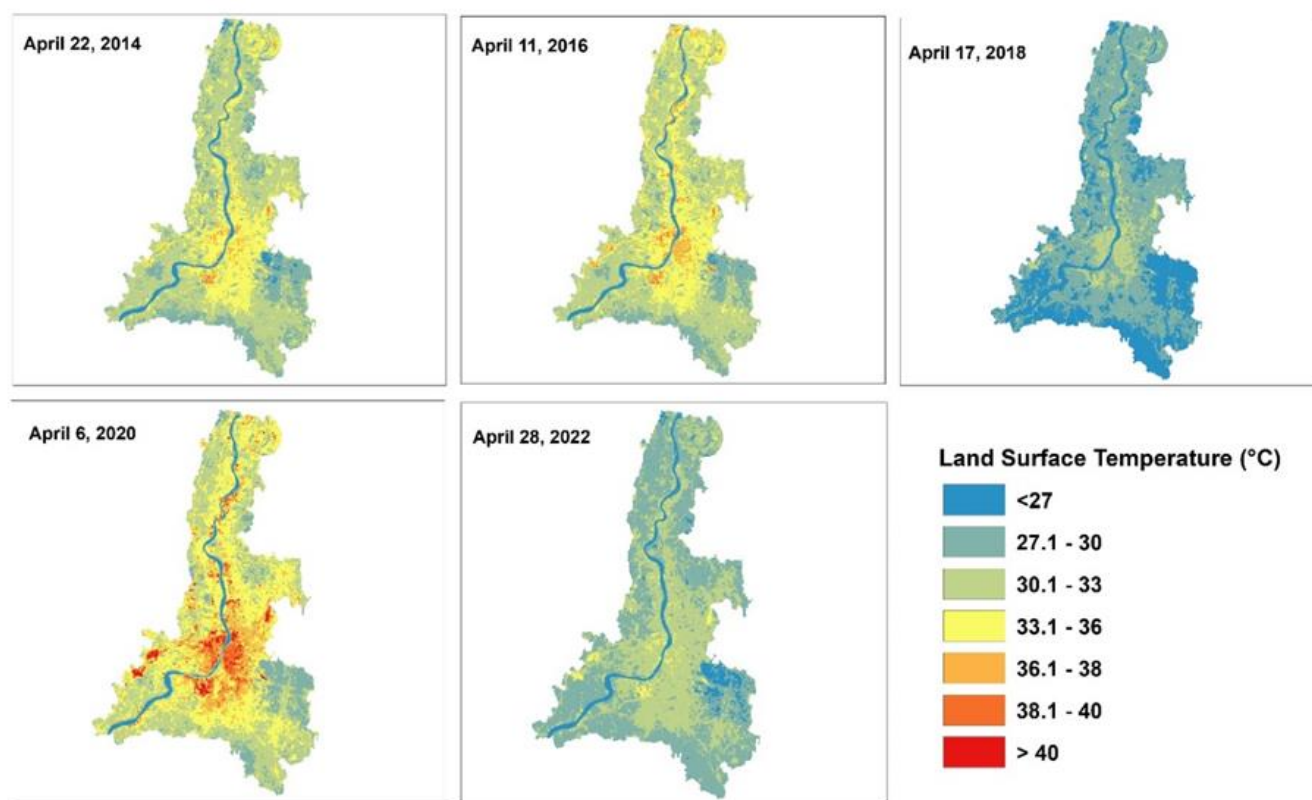 April 22, 2014
April 11, 2016
April 17, 2018
April 6, 2020
April 28, 2022
Land Surface Temperature (°C)
<27
27.1 - 30
30.1 - 33
33.1 - 36
36.1 - 38
38.1 - 40
> 40